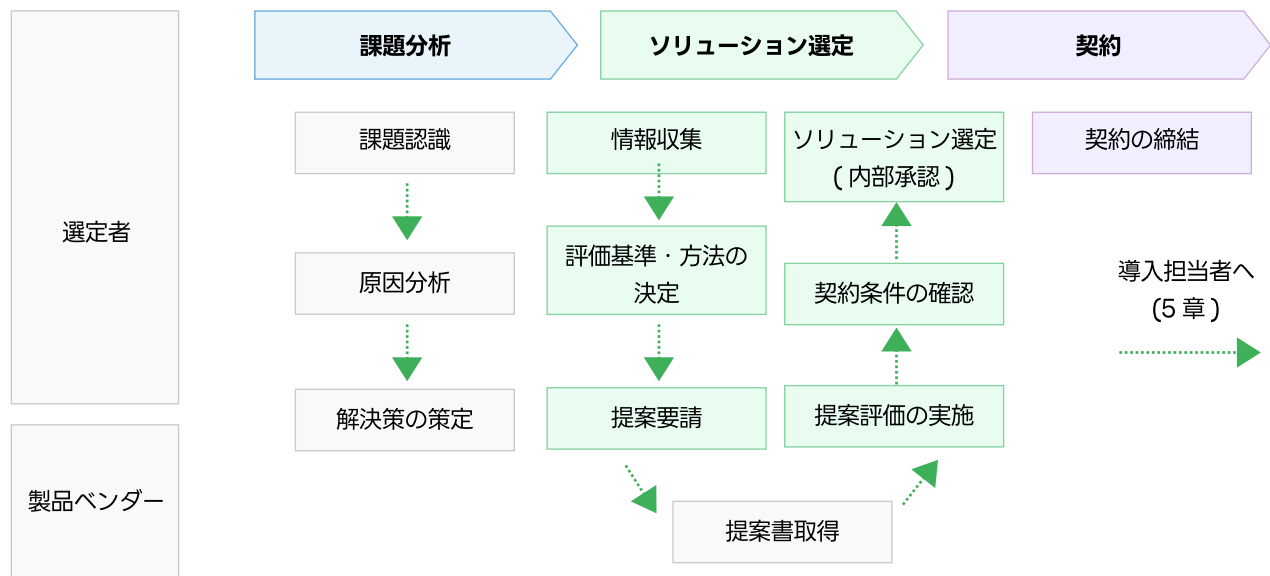 課題分析
ソリューション選定
契約
選定者
課題認識
原因分析
解決策の策定
情報収集
評価基準・方法の
決定
提案要請
ソリューション選定
( 内部承認 )
契約条件の確認
提案評価の実施
契約の締結
導入担当者へ
(5 章 )
製品ベンダー
提案書取得